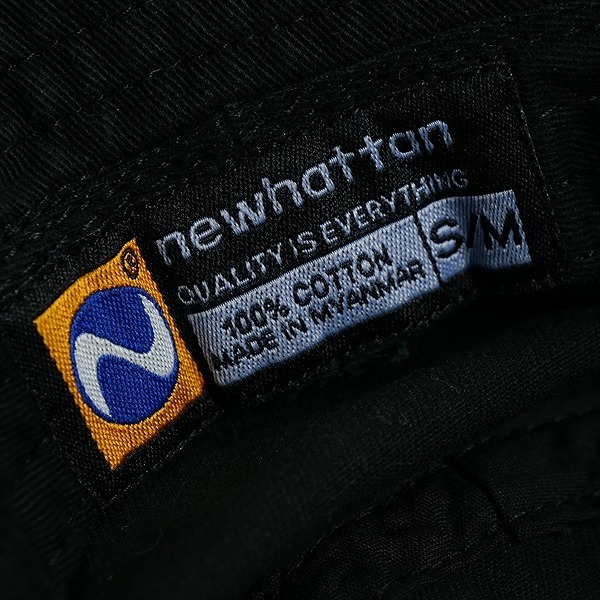 newhattan
QUALITY IS EVERYTHING
100% COTTON
MADE IN MYANMAR
S/M
®